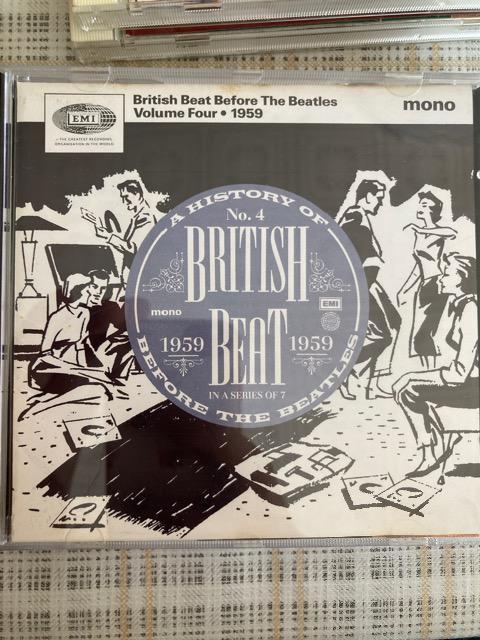 British Beat Before The Beatles
Volume Four • 1959
mono
EMI
THE GREATEST RECORDING
ORGANISATION IN THE WORLD
A HISTORY OF
No. 4
BRITISH
mono
EMI
1959
BEAT
1959
IN A SERIES OF 7
BEFORE THE BEATLES